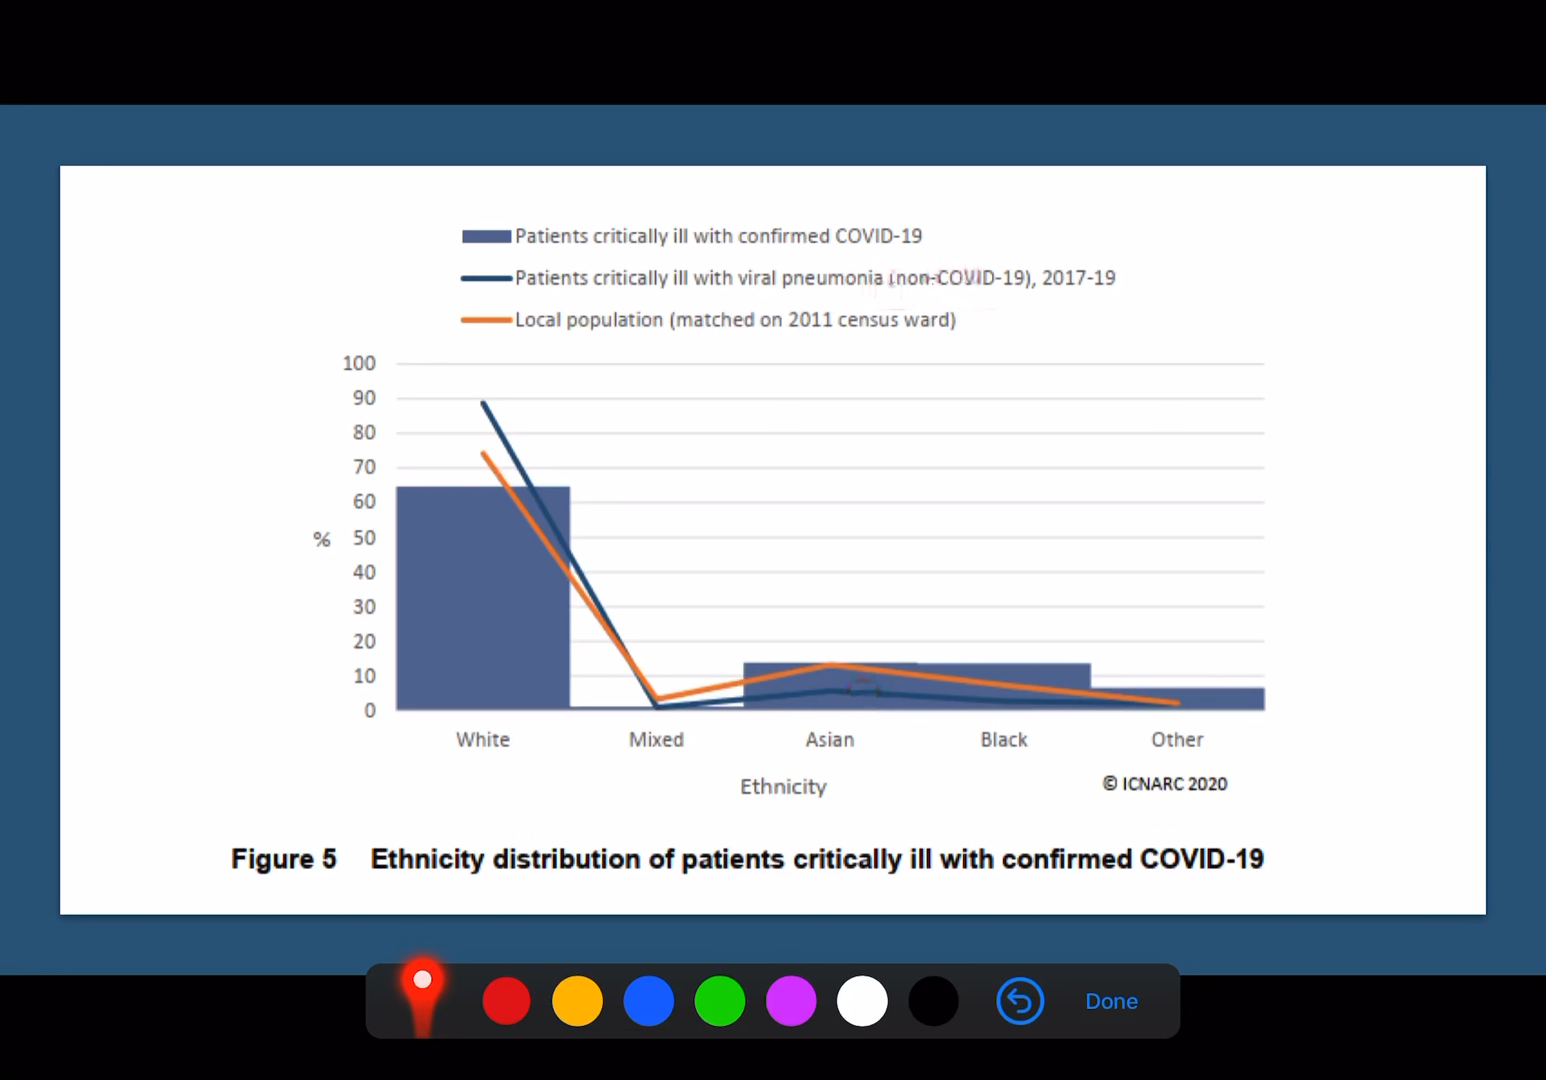 Patients critically ill with confirmed COVID-19
Patients critically ill with viral pneumonia (non-COVID-19), 2017-19
Local population (matched on 2011 census ward)
100
90
80
70
60
% 50
40
30
20
10
0
White Mixed Asian Black Other
Ethnicity
© ICNARC 2020
Figure 5 Ethnicity distribution of patients critically ill with confirmed COVID-19
Done